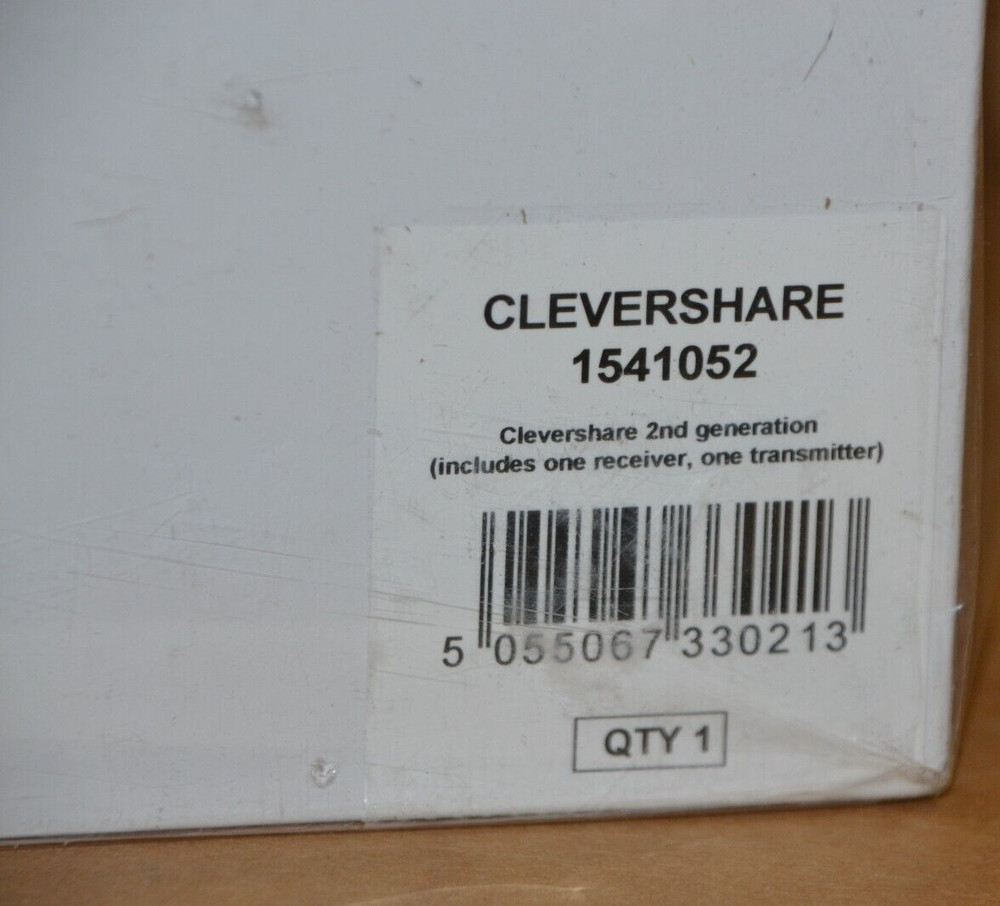 CLEVERSHARE
1541052
Clevershare 2nd generation
(includes one receiver, one transmitter)
5 055067 330213
QTY 1